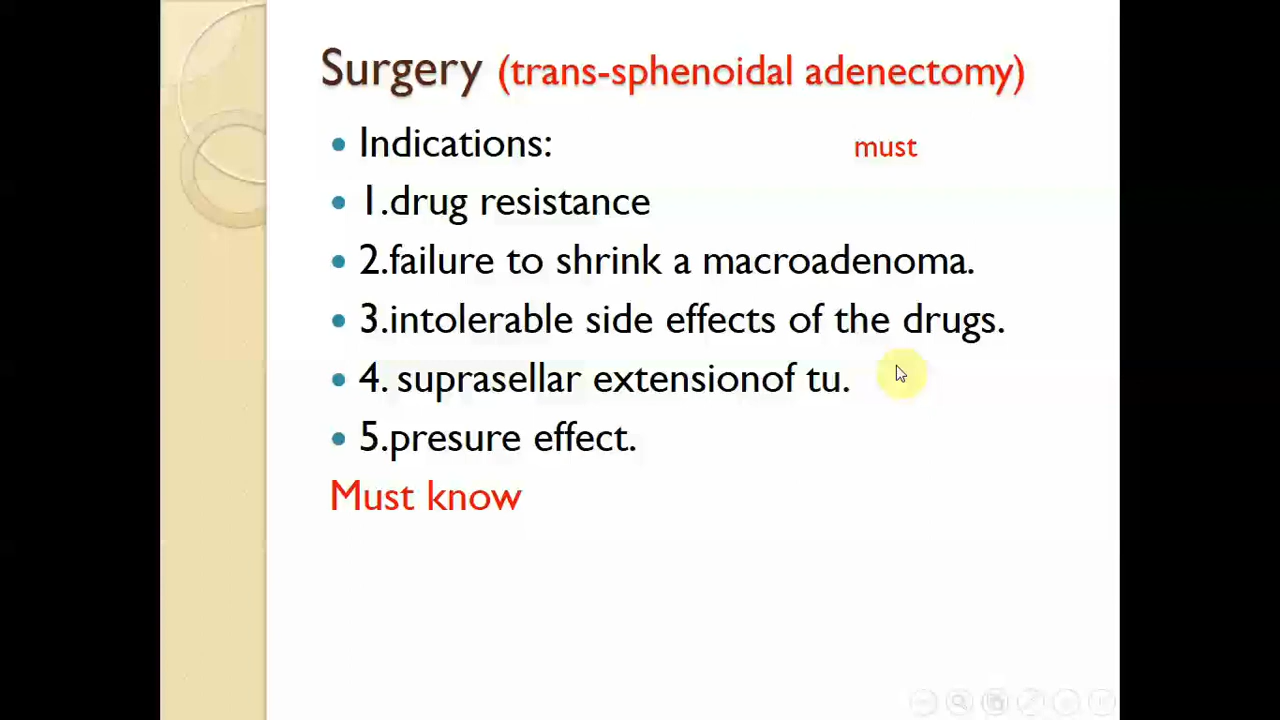 Surgery (trans-sphenoidal adenectomy)
• Indications: must
• 1.drug resistance
• 2.failure to shrink a macroadenoma.
• 3.intolerable side effects of the drugs.
• 4. suprasellar extensionof tu.
• 5.presure effect.
Must know